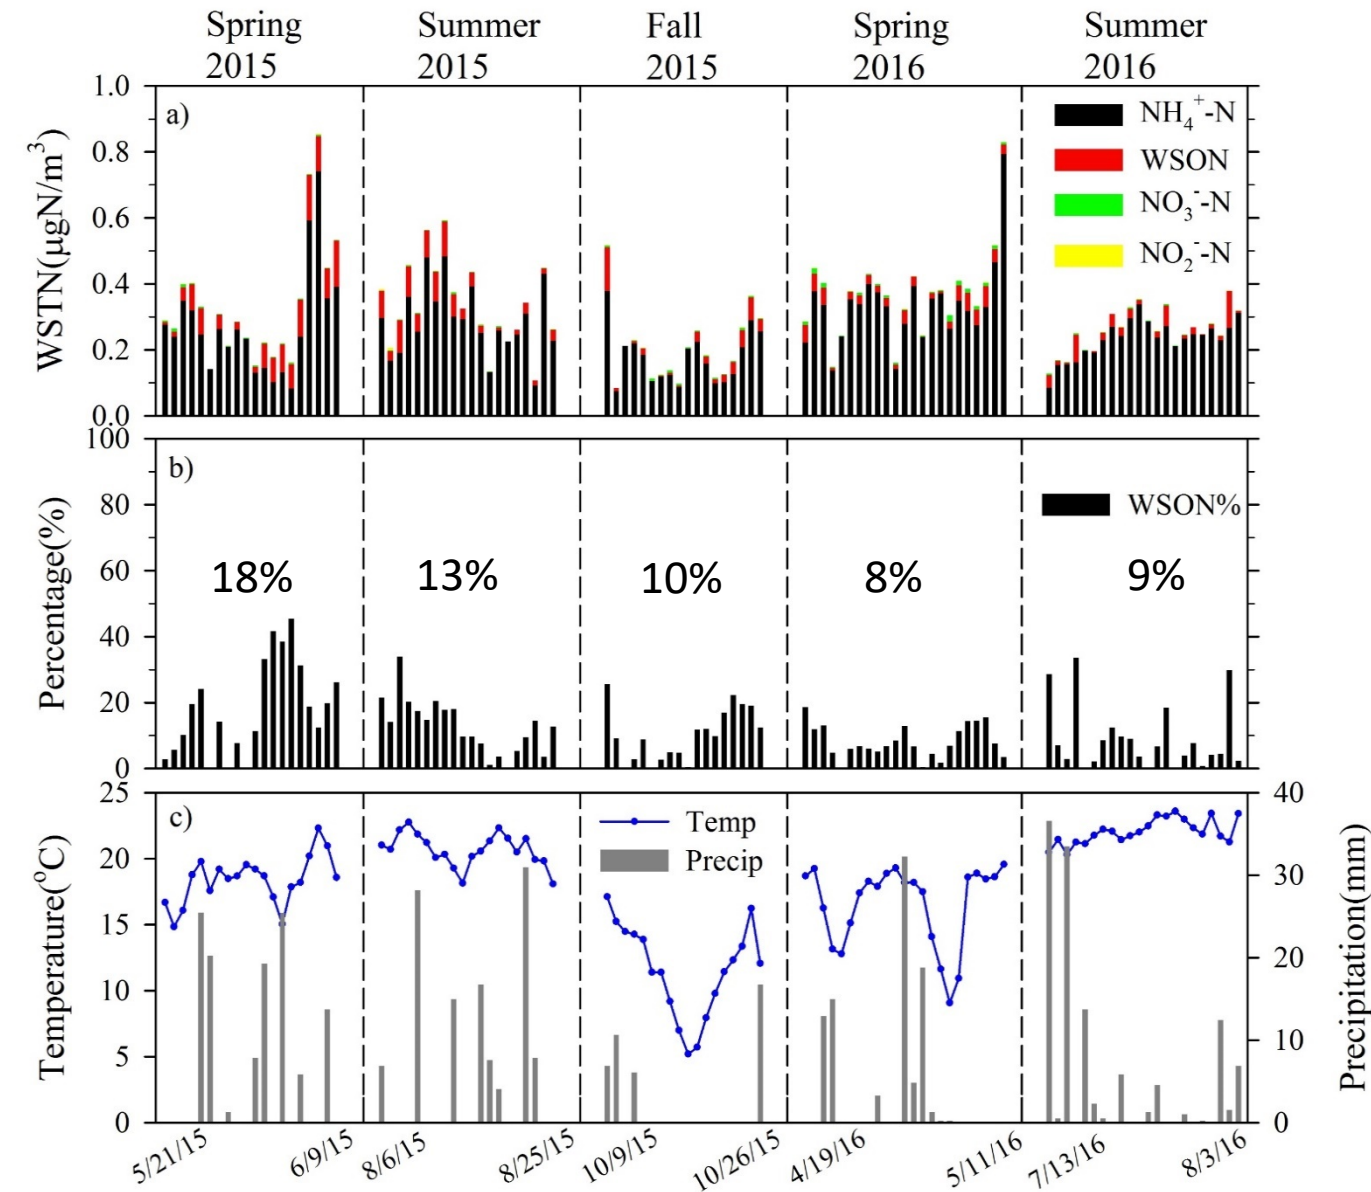 Spring Summer Fall Spring Summer
2015 2015 2015 2016 2016
WSTN(µgN/m³)
1.0
0.8
0.6
0.4
0.2
0.0
a)
NH₄⁺-N
WSON
NO₃⁻-N
NO₂⁻-N
Percentage(%)
100
80
60
40
20
0
b)
WSON%
18% 13% 10% 8% 9%
Temperature(°C)
25
20
15
10
5
0
c)
Temp
Precip
40
30
20
10
0
Precipitation(mm)
5/21/15 6/9/15 8/6/15 8/25/15 10/9/15 10/26/15 4/19/16 5/11/16 7/13/16 8/3/16